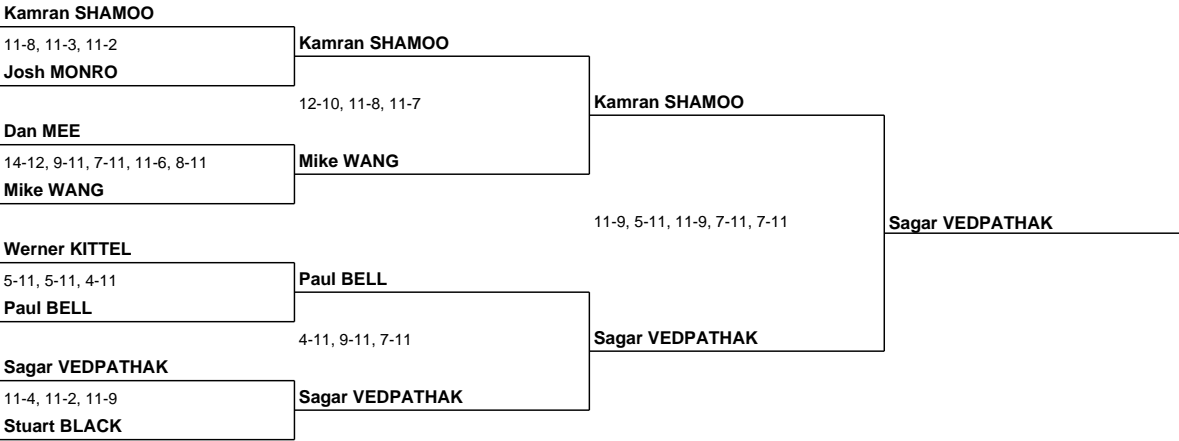 Kamran SHAMOO
11-8, 11-3, 11-2
Kamran SHAMOO
Josh MONRO
12-10, 11-8, 11-7
Kamran SHAMOO
Dan MEE
14-12, 9-11, 7-11, 11-6, 8-11
Mike WANG
Mike WANG
11-9, 5-11, 11-9, 7-11, 7-11
Sagar VEDPATHAK
Werner KITTEL
5-11, 5-11, 4-11
Paul BELL
Paul BELL
4-11, 9-11, 7-11
Sagar VEDPATHAK
Sagar VEDPATHAK
11-4, 11-2, 11-9
Sagar VEDPATHAK
Stuart BLACK